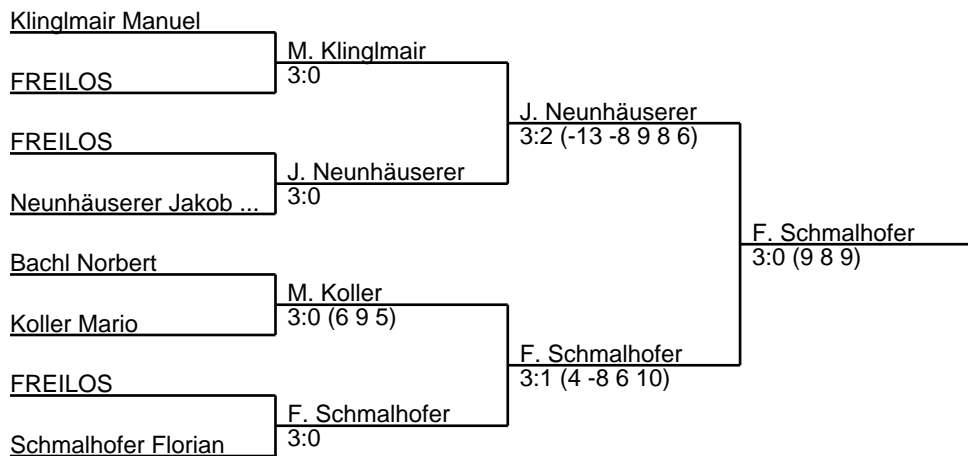 Klinglmair Manuel
FREILOS
FREILOS
Neunhäuserer Jakob ...
Bachl Norbert
Koller Mario
FREILOS
Schmalhofer Florian
M. Klinglmair
3:0
J. Neunhäuserer
3:0
M. Koller
3:0 (6 9 5)
F. Schmalhofer
3:0
J. Neunhäuserer
3:2 (-13 -8 9 8 6)
F. Schmalhofer
3:1 (4 -8 6 10)
F. Schmalhofer
3:0 (9 8 9)